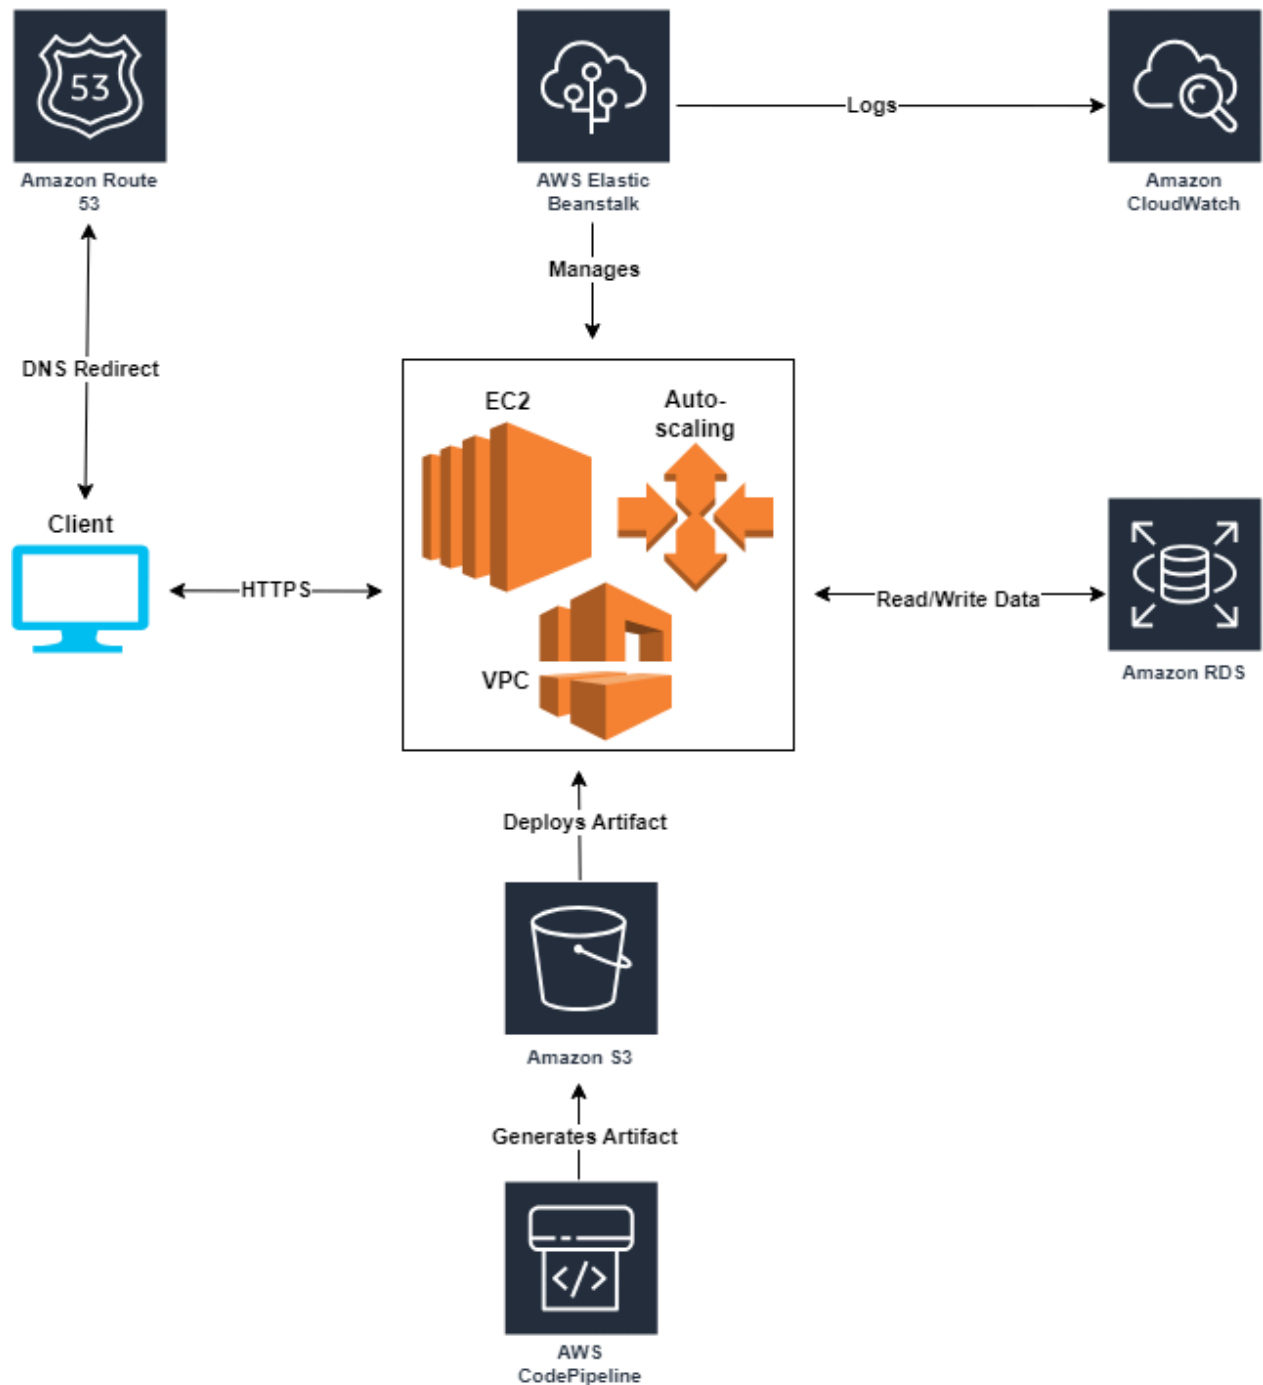 53
Amazon Route
53
AWS Elastic
Beanstalk
Logs
Amazon
CloudWatch
Manages
DNS Redirect
EC2
Auto-
scaling
Client
HTTPS
Read/Write Data
VPC
Amazon RDS
Deploys Artifact
Amazon S3
Generates Artifact
</>
AWS
CodePipeline